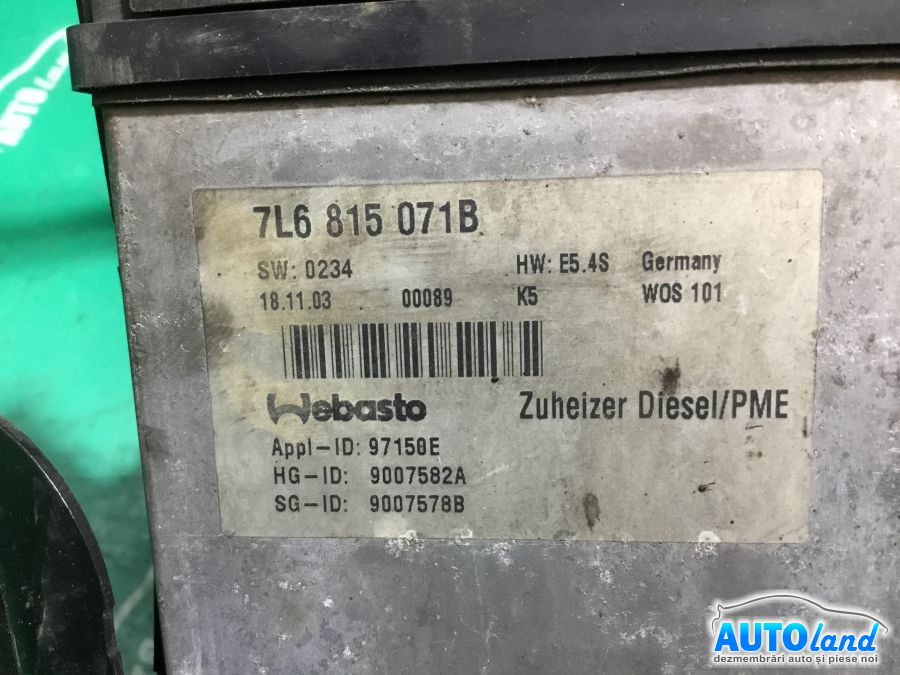 7L6 815 071B
SW: 0234 HW: E5.4S Germany
18.11.03 00089 K5 WOS 101
Webasto Zuheizer Diesel/PME
Appl-ID: 97150E
HG-ID: 9007582A
SG-ID: 9007578B
AUTOland
dezmembrări auto și piese noi
AUTOl